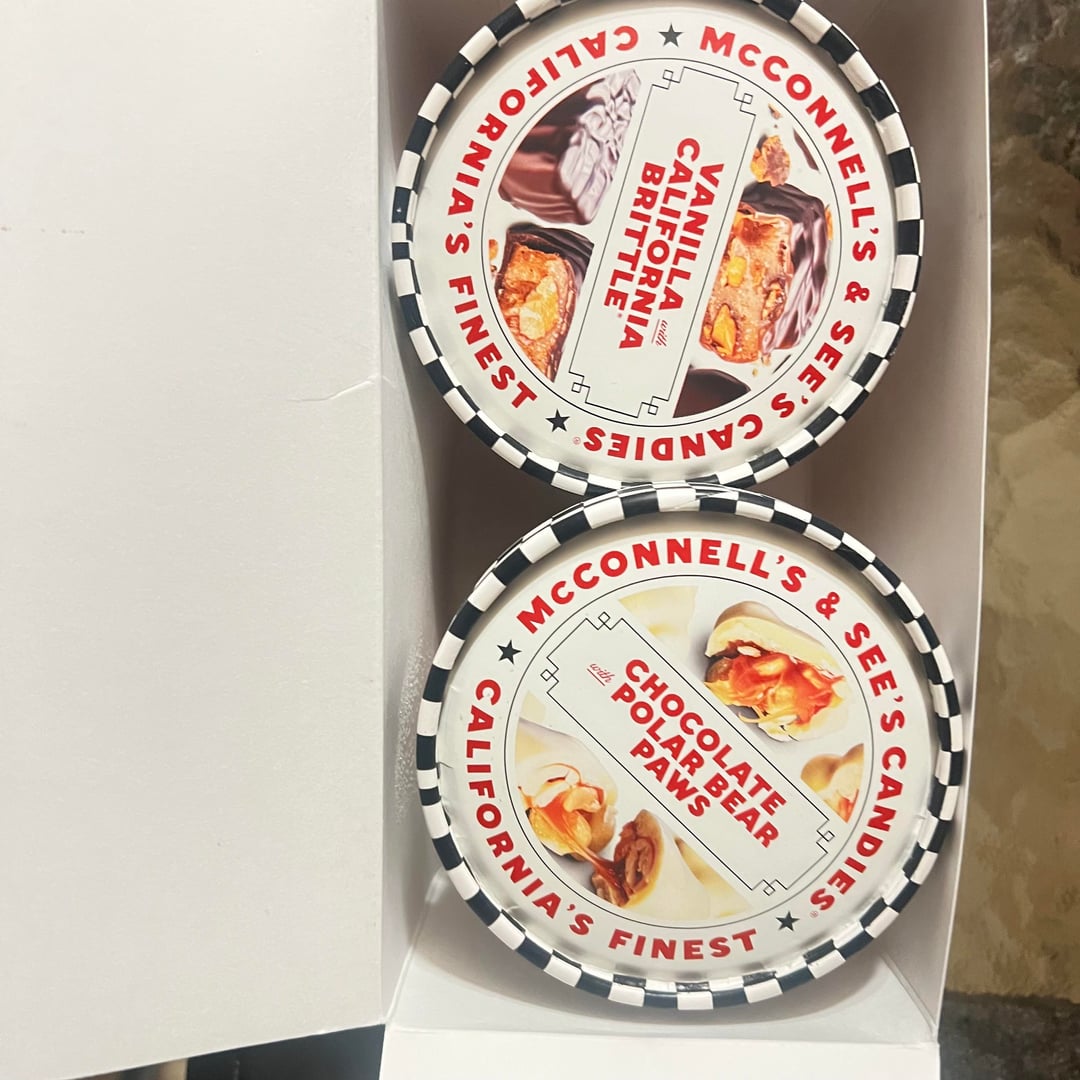 McCONNELL'S & SEE'S CANDIES®
★ CALIFORNIA'S FINEST ★
VANILLA with
CALIFORNIA
BRITTLE®
McCONNELL'S & SEE'S CANDIES®
★ CALIFORNIA'S FINEST ★
CHOCOLATE
with POLAR BEAR
PAWS